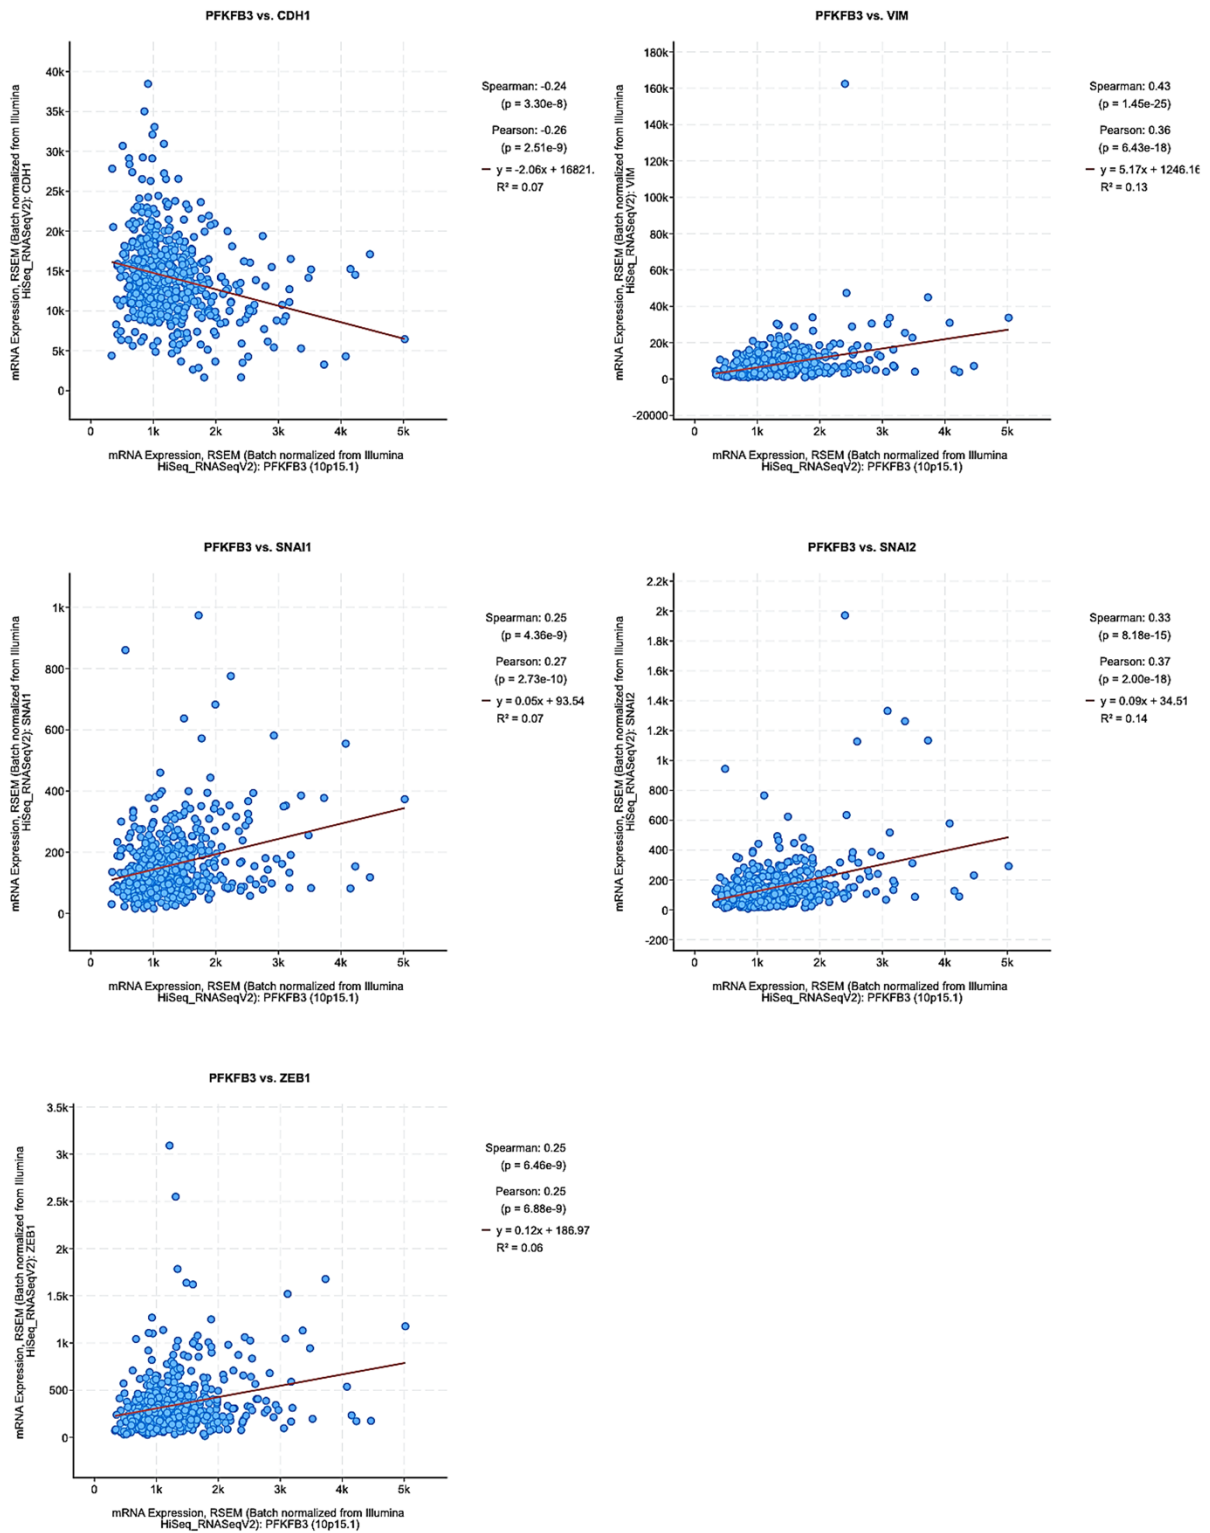 PFKFB3 vs. CDH1
mRNA Expression, RSEM (Batch normalized from Illumina
HiSeq_RNASeqV2): CDH1
40k
35k
30k
25k
20k
15k
10k
5k
0
0
1k
2k
3k
4k
5k
mRNA Expression, RSEM (Batch normalized from Illumina
HiSeq_RNASeqV2): PFKFB3 (10p15.1)
Spearman: -0.24
(p = 3.30e-8)
Pearson: -0.26
(p = 2.51e-9)
y = -2.06x + 16821.
R² = 0.07
PFKFB3 vs. VIM
mRNA Expression, RSEM (Batch normalized from Illumina
HiSeq_RNASeqV2): VIM
180k
160k
140k
120k
100k
80k
60k
40k
20k
0
-20000
0
1k
2k
3k
4k
5k
mRNA Expression, RSEM (Batch normalized from Illumina
HiSeq_RNASeqV2): PFKFB3 (10p15.1)
Spearman: 0.43
(p = 1.45e-25)
Pearson: 0.36
(p = 6.43e-18)
y = 5.17x + 1246.16
R² = 0.13
PFKFB3 vs. SNAI1
mRNA Expression, RSEM (Batch normalized from Illumina
HiSeq_RNASeqV2): SNAI1
1k
800
600
400
200
0
0
1k
2k
3k
4k
5k
mRNA Expression, RSEM (Batch normalized from Illumina
HiSeq_RNASeqV2): PFKFB3 (10p15.1)
Spearman: 0.25
(p = 4.36e-9)
Pearson: 0.27
(p = 2.73e-10)
y = 0.05x + 93.54
R² = 0.07
PFKFB3 vs. SNAI2
mRNA Expression, RSEM (Batch normalized from Illumina
HiSeq_RNASeqV2): SNAI2
2.2k
2k
1.8k
1.6k
1.4k
1.2k
1k
800
600
400
200
0
-200
0
1k
2k
3k
4k
5k
mRNA Expression, RSEM (Batch normalized from Illumina
HiSeq_RNASeqV2): PFKFB3 (10p15.1)
Spearman: 0.33
(p = 8.18e-15)
Pearson: 0.37
(p = 2.00e-18)
y = 0.09x + 34.51
R² = 0.14
PFKFB3 vs. ZEB1
mRNA Expression, RSEM (Batch normalized from Illumina
HiSeq_RNASeqV2): ZEB1
3.5k
3k
2.5k
2k
1.5k
1k
500
0
0
1k
2k
3k
4k
5k
mRNA Expression, RSEM (Batch normalized from Illumina
HiSeq_RNASeqV2): PFKFB3 (10p15.1)
Spearman: 0.25
(p = 6.46e-9)
Pearson: 0.25
(p = 6.88e-9)
y = 0.12x + 186.97
R² = 0.06